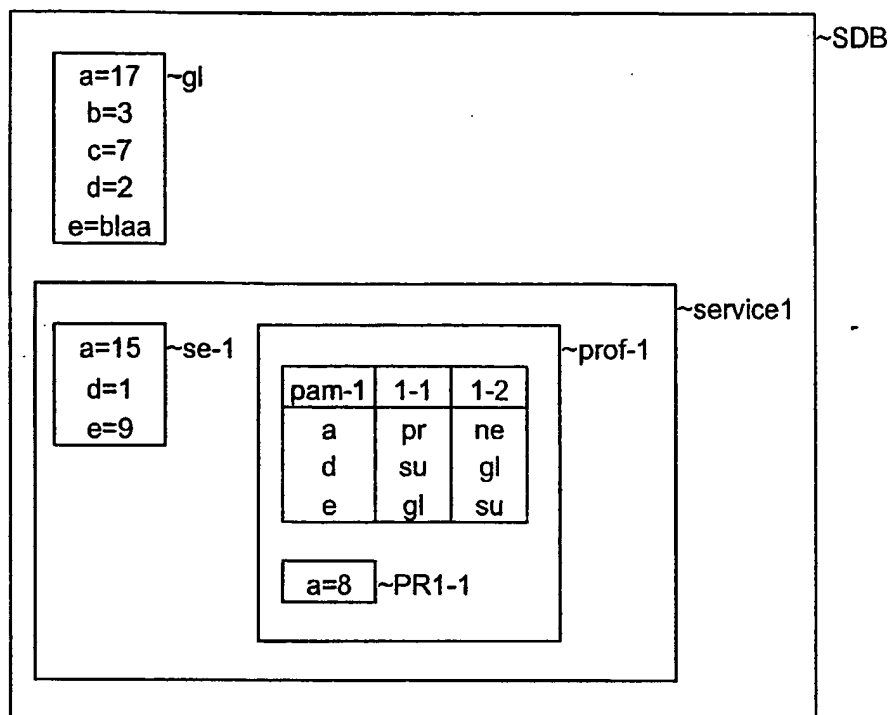 ~SDB
a=17 ~gl
b=3
c=7
d=2
e=blaa
~service1
a=15 ~se-1
d=1
e=9
~prof-1
pam-1 1-1 1-2
a pr ne
d su gl
e gl su
a=8 ~PR1-1